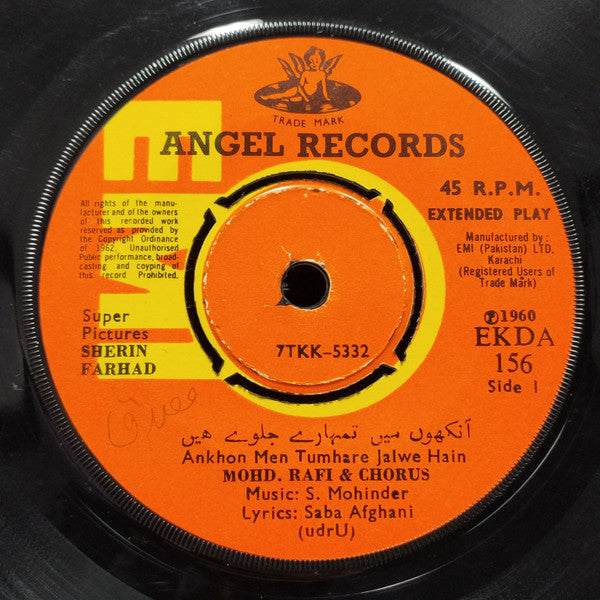 TRADE MARK
ANGEL RECORDS
EMI
All rights of the manu-
facturer and of the owners
of this recorded work
reserved as provided by
the Copyright Ordinance
of 1962. Unauthorised
Public performance, broad-
casting and coyping of
this record Prohibited.
45 R.P.M.
EXTENDED PLAY
Manufactured by:
EMI (Pakistan) LTD.
Karachi
(Registered Users of
Trade Mark)
Super
Pictures
SHERIN
FARHAD
7TKK-5332
℗1960
EKDA
156
Side 1
آنکھوں میں تمہارے جلوے ہیں
Ankhon Men Tumhare Jalwe Hain
MOHD. RAFI & CHORUS
Music: S. Mohinder
Lyrics: Saba Afghani
(udrU)